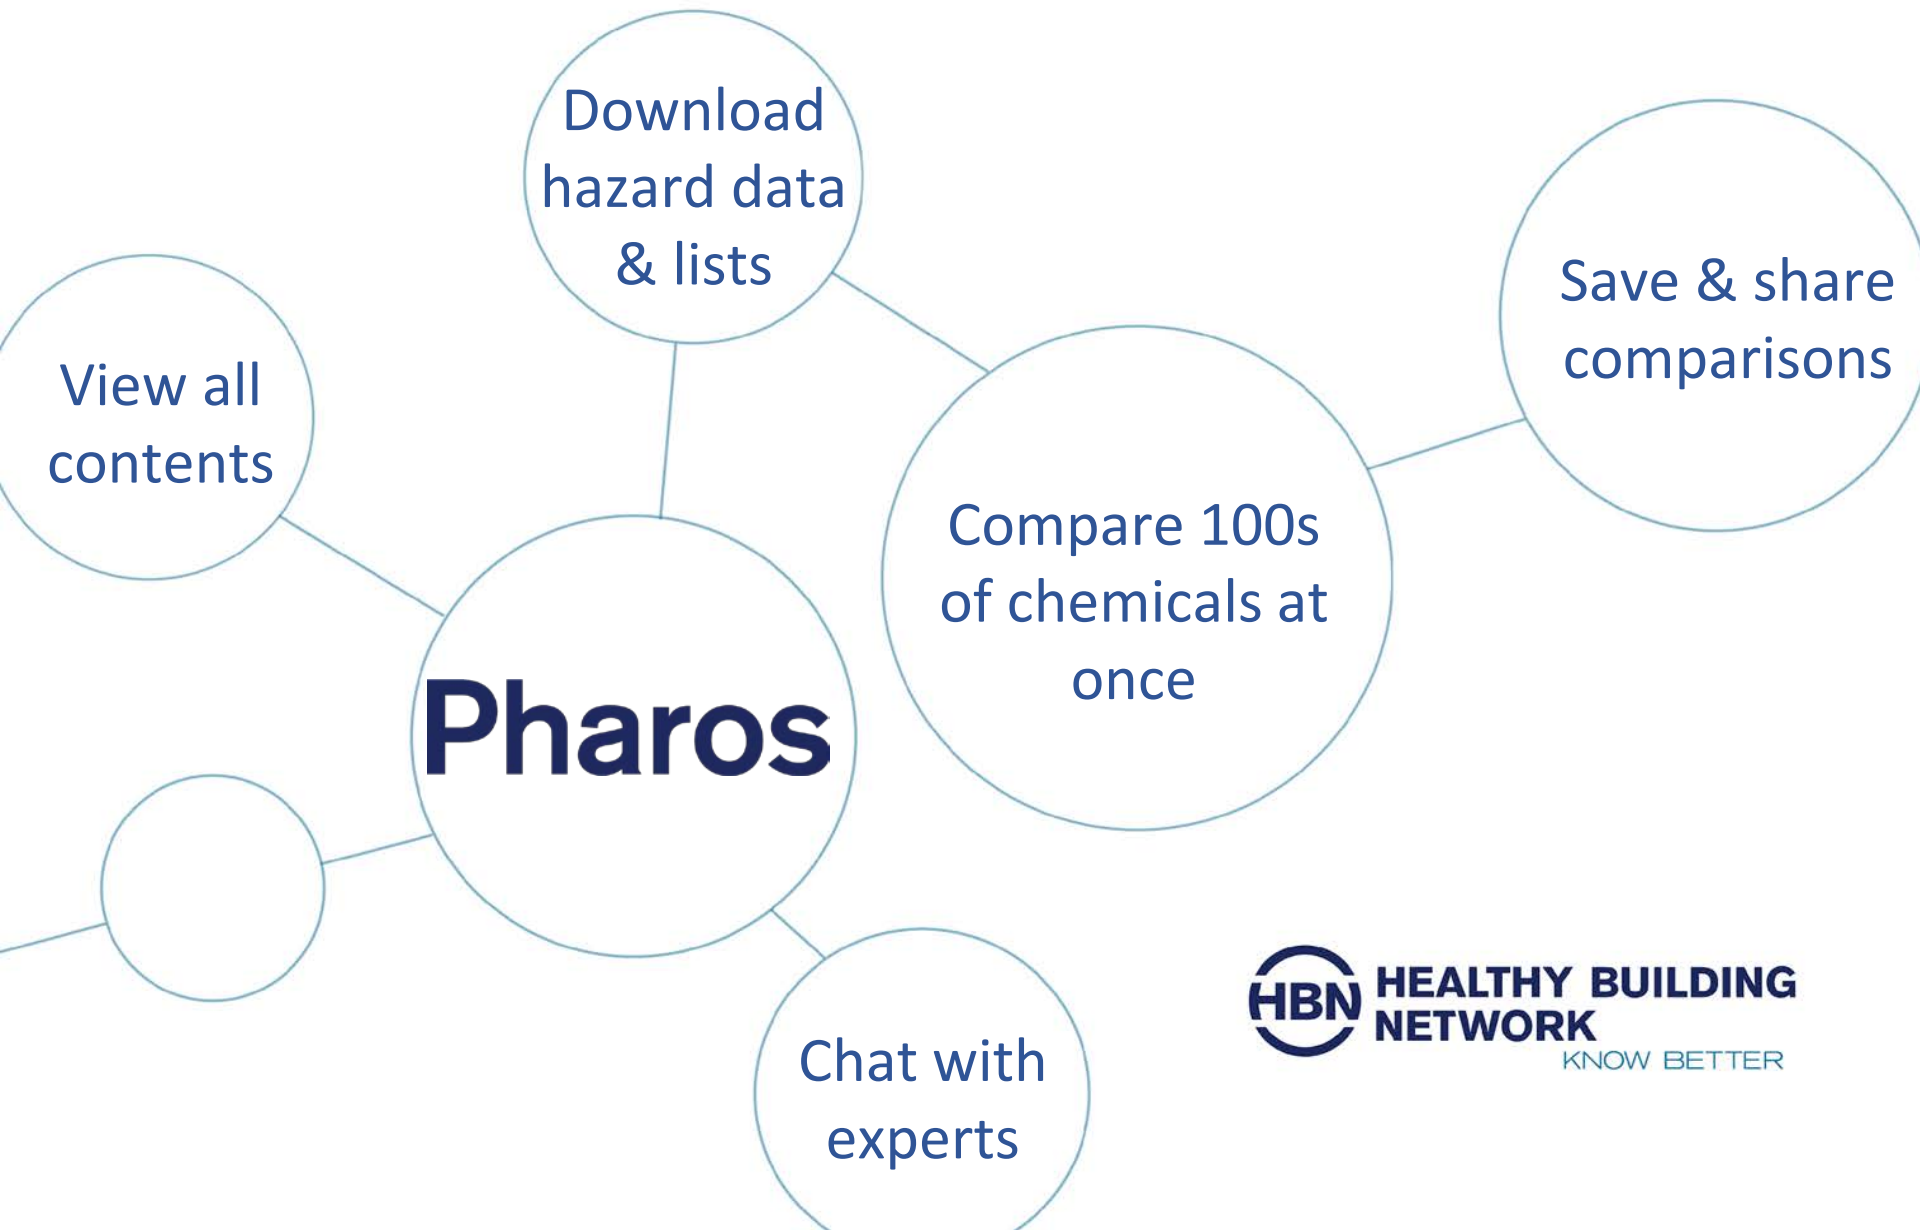 Download
hazard data
& lists
Save & share
comparisons
View all
contents
Compare 100s
of chemicals at
once
Pharos
HBN
HEALTHY BUILDING
NETWORK
KNOW BETTER
Chat with
experts